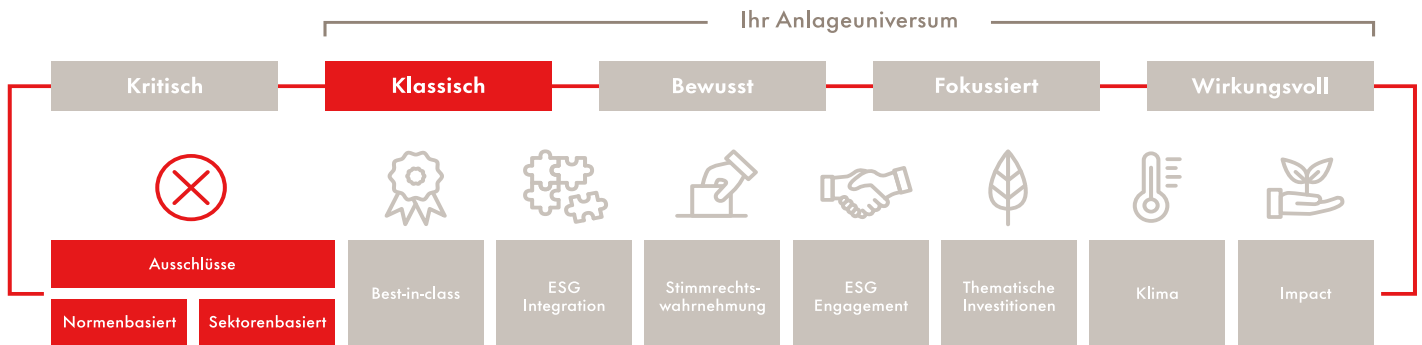 Ihr Anlageuniversum
Kritisch
Klassisch
Bewusst
Fokussiert
Wirkungsvoll
Ausschlüsse
Normenbasiert
Sektorenbasiert
Best-in-class
ESG
Integration
Stimmrechts-
wahrnehmung
ESG
Engagement
Thematische
Investitionen
Klima
Impact